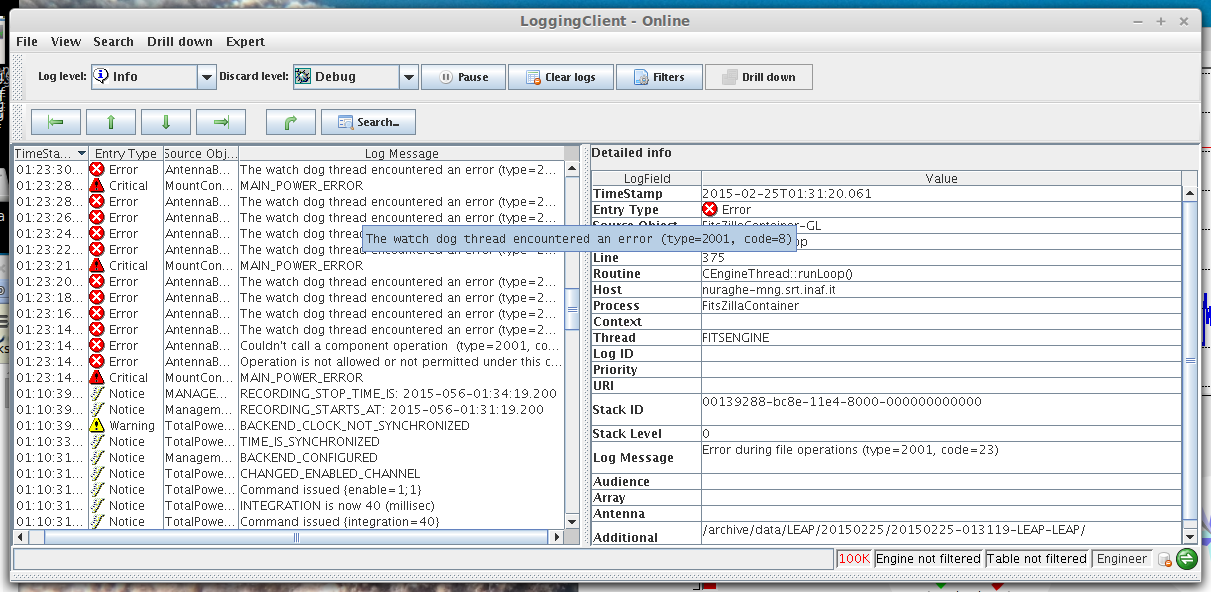 LoggingClient - Online
File View Search Drill down Expert
Log level: Info Discard level: Debug Pause Clear logs Filters Drill down
Search...
TimeSta... Entry Type Source Obj... Log Message
01:23:30... Error AntennaB... The watch dog thread encountered an error (type=2...
01:23:28... Critical MountCon... MAIN_POWER_ERROR
01:23:28... Error AntennaB... The watch dog thread encountered an error (type=2...
01:23:26... Error AntennaB... The watch dog thread encountered an error (type=2...
01:23:24... Error AntennaB... The watch dog thread
01:23:22... Error AntennaB... The watch dog thread encountered an error (type=2...
01:23:21... Critical MountCon... MAIN_POWER_ERROR
01:23:20... Error AntennaB... The watch dog thread encountered an error (type=2...
01:23:18... Error AntennaB... The watch dog thread encountered an error (type=2...
01:23:16... Error AntennaB... The watch dog thread encountered an error (type=2...
01:23:14... Error AntennaB... The watch dog thread encountered an error (type=2...
01:23:14... Error AntennaB... Couldn't call a component operation (type=2001, co...
01:23:14... Error AntennaB... Operation is not allowed or not permitted under this c...
01:23:14... Critical MountCon... MAIN_POWER_ERROR
01:10:39... Notice MANAGE... RECORDING_STOP_TIME_IS: 2015-056-01:34:19.200
01:10:39... Notice Managem... RECORDING_STARTS_AT: 2015-056-01:31:19.200
01:10:39... Warning TotalPowe... BACKEND_CLOCK_NOT_SYNCHRONIZED
01:10:33... Notice TotalPowe... TIME_IS_SYNCHRONIZED
01:10:31... Notice Managem... BACKEND_CONFIGURED
01:10:31... Notice TotalPowe... CHANGED_ENABLED_CHANNEL
01:10:31... Notice TotalPowe... Command issued {enable=1;1}
01:10:31... Notice TotalPowe... INTEGRATION is now 40 (millisec)
01:10:31... Notice TotalPowe... Command issued {integration=40}
The watch dog thread encountered an error (type=2001, code=8)
Detailed info
LogField Value
TimeStamp 2015-02-25T01:31:20.061
Entry Type Error
Source Object FitsZillaContainer-GL
Line 375
Routine CEngineThread::runLoop()
Host nuraghe-mng.srt.inaf.it
Process FitsZillaContainer
Context
Thread FITSENGINE
Log ID
Priority
URI
Stack ID 00139288-bc8e-11e4-8000-000000000000
Stack Level 0
Log Message Error during file operations (type=2001, code=23)
Audience
Array
Antenna
Additional /archive/data/LEAP/20150225/20150225-013119-LEAP-LEAP/
100K Engine not filtered Table not filtered Engineer